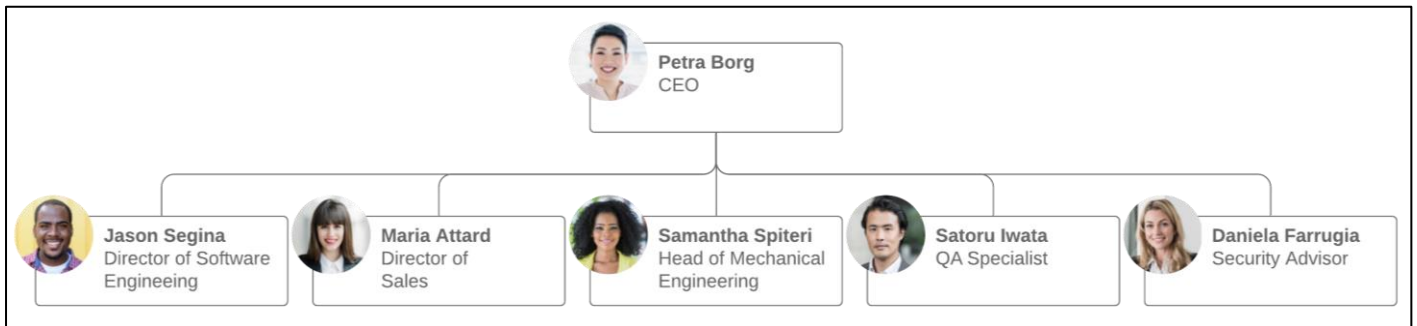 Petra Borg
CEO
Jason Segina
Director of Software
Engineeing
Maria Attard
Director of
Sales
Samantha Spiteri
Head of Mechanical
Engineering
Satoru Iwata
QA Specialist
Daniela Farrugia
Security Advisor